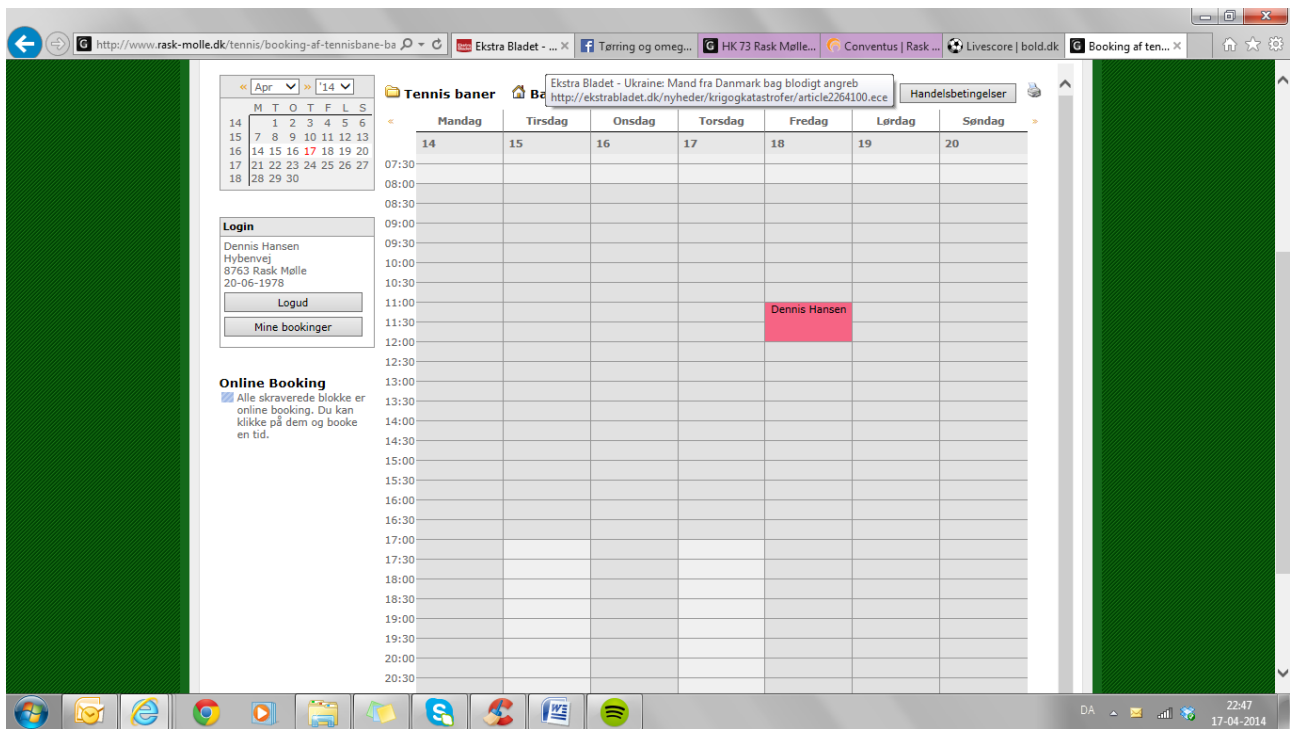 http://www.rask-molle.dk/tennis/booking-af-tennisbane-ba
Ekstra Bladet - ...
Tørring og omeg...
HK 73 Rask Mølle...
Conventus | Rask ...
Livescore | bold.dk
Booking af ten...
Ekstra Bladet - Ukraine: Mand fra Danmark bag blodigt angreb
http://ekstrabladet.dk/nyheder/krigogkatastrofer/article2264100.ece
« Apr » '14 »
M T O T F L S
14 1 2 3 4 5 6
15 7 8 9 10 11 12 13
16 14 15 16 17 18 19 20
17 21 22 23 24 25 26 27
18 28 29 30
Login
Dennis Hansen
Hybenvej
8763 Rask Mølle
20-06-1978
Logud
Mine bookinger
Online Booking
Alle skraverede blokke er
online booking. Du kan
klikke på dem og booke
en tid.
Tennis baner Ba
Handelsbetingelser
« Mandag Tirsdag Onsdag Torsdag Fredag Lørdag Søndag »
14 15 16 17 18 19 20
07:30
08:00
08:30
09:00
09:30
10:00
10:30
11:00
Dennis Hansen
11:30
12:00
12:30
13:00
13:30
14:00
14:30
15:00
15:30
16:00
16:30
17:00
17:30
18:00
18:30
19:00
19:30
20:00
20:30
DA
22:47
17-04-2014